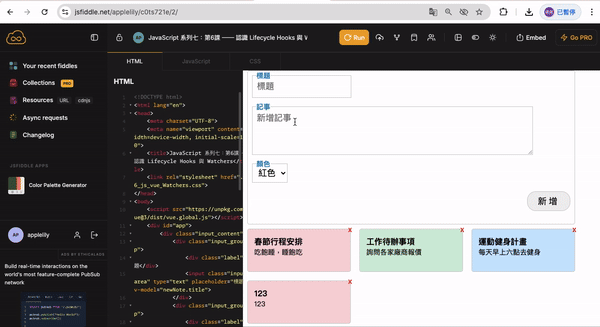 jsfiddle.net/applelily/c0ts721e/2/
已暫停
AP
JavaScript 系列七：第6課 —— 認識 Lifecycle Hooks 與 W
Run
Embed
Go PRO
Your recent fiddles
Collections
PRO
Resources
URL
cdnjs
Async requests
Changelog
JSFIDDLE APPS
Color Palette Generator
AP
applelily
ADS BY ETHICALADS
Build real-time interactions on the world's most feature-complete PubSub network
HTML
JavaScript
CSS
HTML
<!DOCTYPE html>
<html lang="en">
<head>
<meta charset="UTF-8">
<meta name="viewport" content=
width=device-width, initial-scale=1
0">
<title>JavaScript 系列七：第6課
認識 Lifecycle Hooks 與 Watchers</
le>
<link rel="stylesheet" href=".
6_js_vue_Watchers.css">
</head>
<body>
<script src="https://unpkg.com
ue@3/dist/vue.global.js"></script>
<div id="app">
<div class="input_content"
<div class="input_grou
p">
<div class="label"
題</div>
<input class="inpu
area" type="text" placeholder="標題
v-model="newNote.title">
</div>
<div class="input_grou
p">
<div class="label"
標題
標題
記事
新增記事
顏色
紅色
新 增
x
春節行程安排
吃飽睡，睡飽吃
x
工作待辦事項
詢問各家廠商報價
x
運動健身計畫
每天早上六點去健身
x
123
123